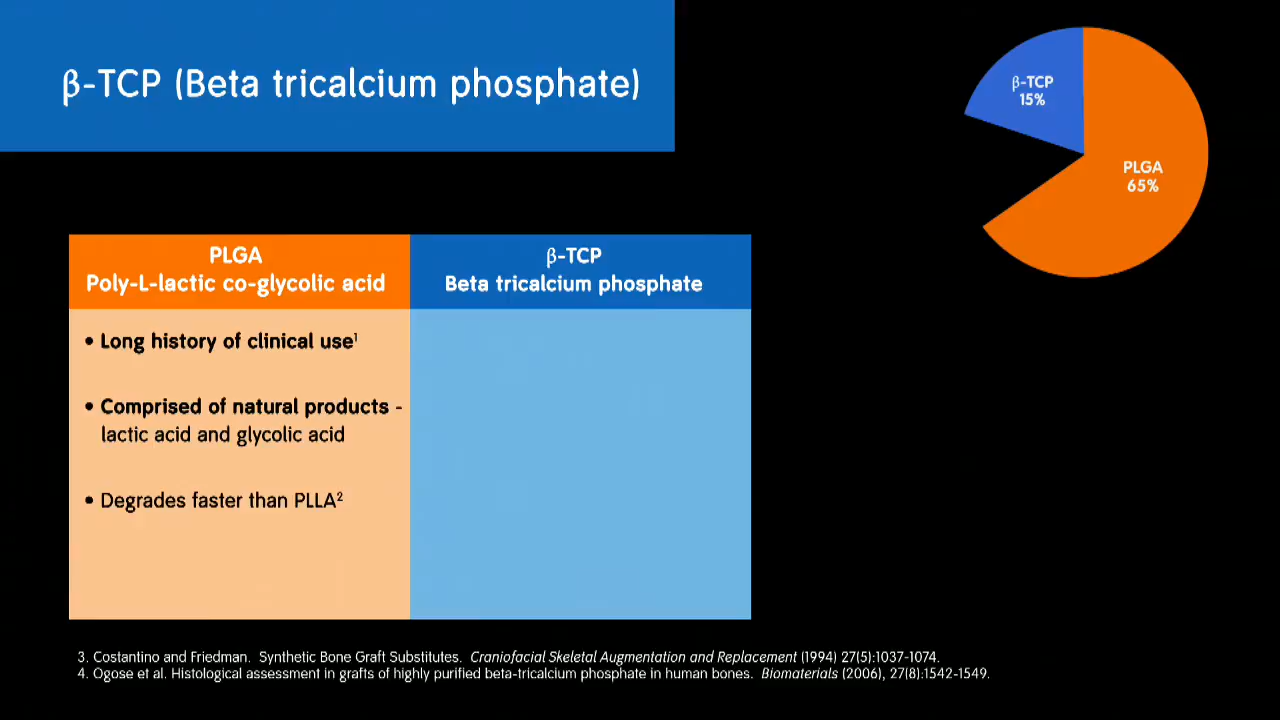 β-TCP (Beta tricalcium phosphate)
β-TCP
15%
PLGA
65%
PLGA
Poly-L-lactic co-glycolic acid
β-TCP
Beta tricalcium phosphate
• Long history of clinical use¹
• Comprised of natural products -
lactic acid and glycolic acid
• Degrades faster than PLLA²
3. Costantino and Friedman. Synthetic Bone Graft Substitutes. Craniofacial Skeletal Augmentation and Replacement (1994) 27(5):1037-1074.
4. Ogose et al. Histological assessment in grafts of highly purified beta-tricalcium phosphate in human bones. Biomaterials (2006), 27(8):1542-1549.